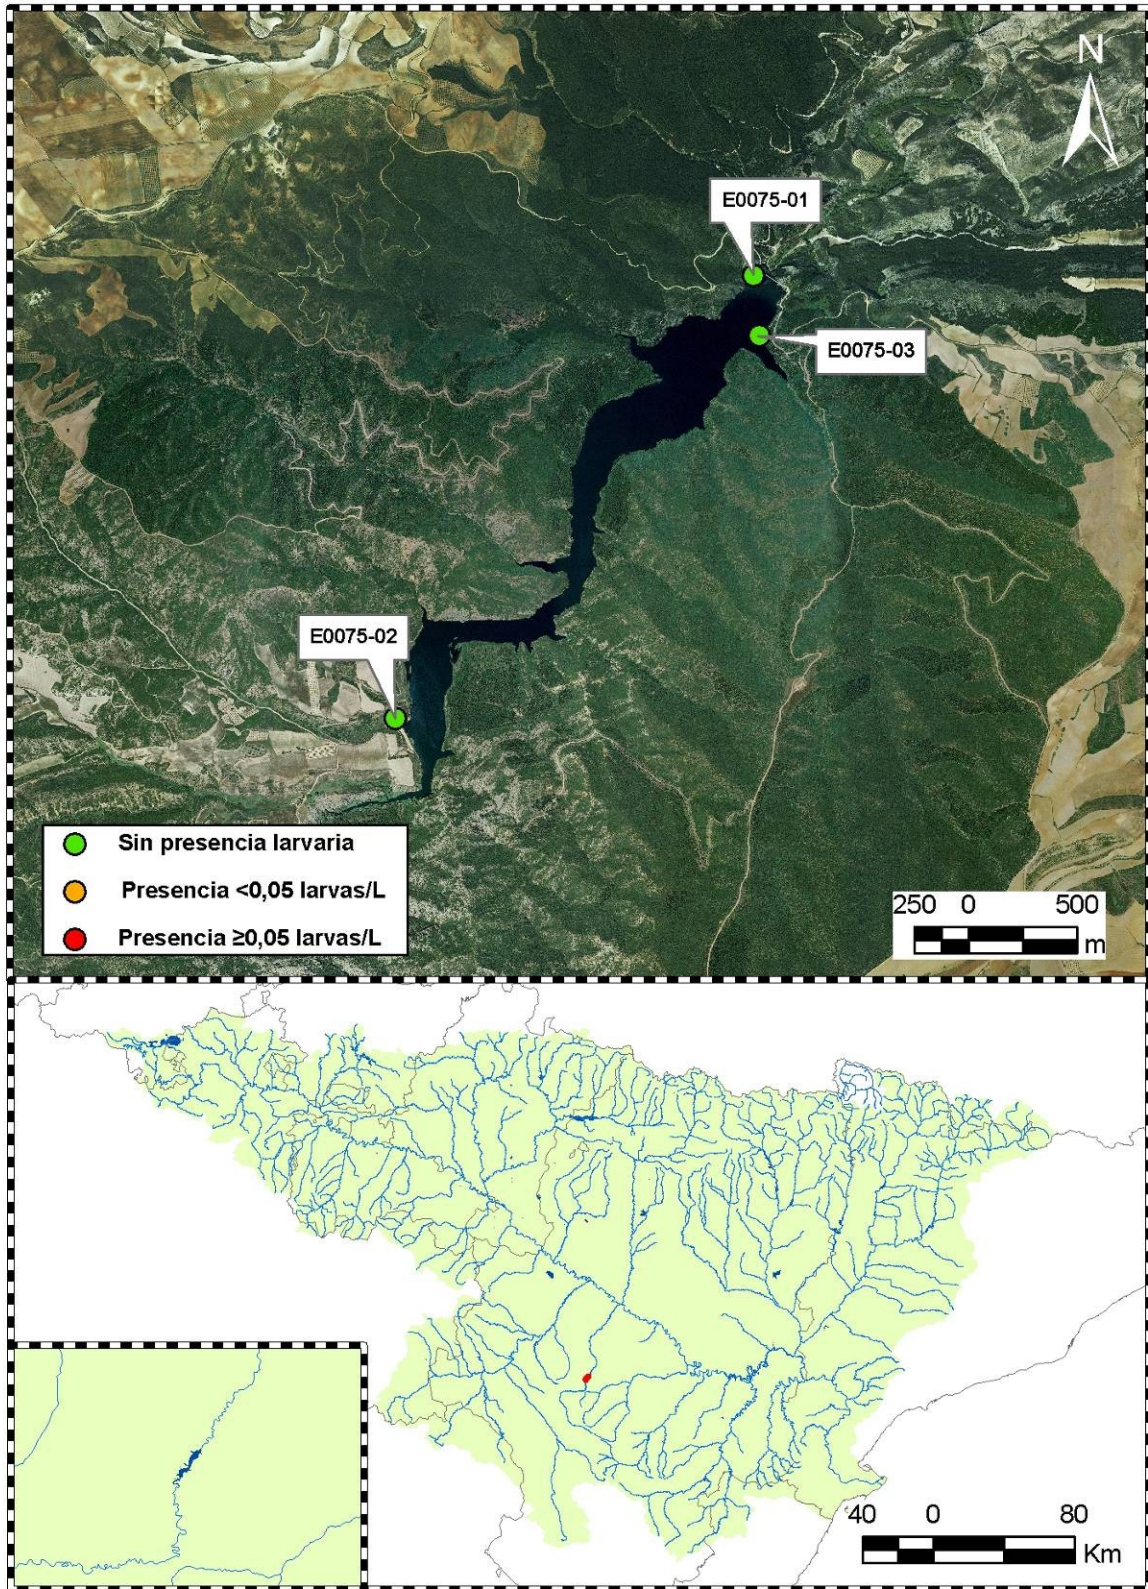 N
E0075-01
E0075-03
E0075-02
Sin presencia larvaria
Presencia <0,05 larvas/L
Presencia ≥0,05 larvas/L
250 0 500
m
40 0 80
Km